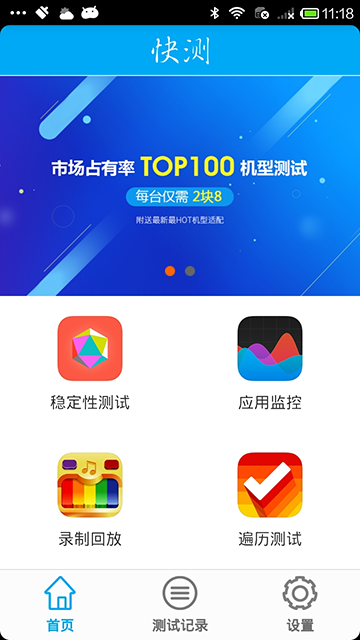 11:18
快测
市场占有率 TOP100 机型测试
每台仅需 2块8
附送最新最HOT机型适配
稳定性测试
应用监控
录制回放
遍历测试
首页
测试记录
设置